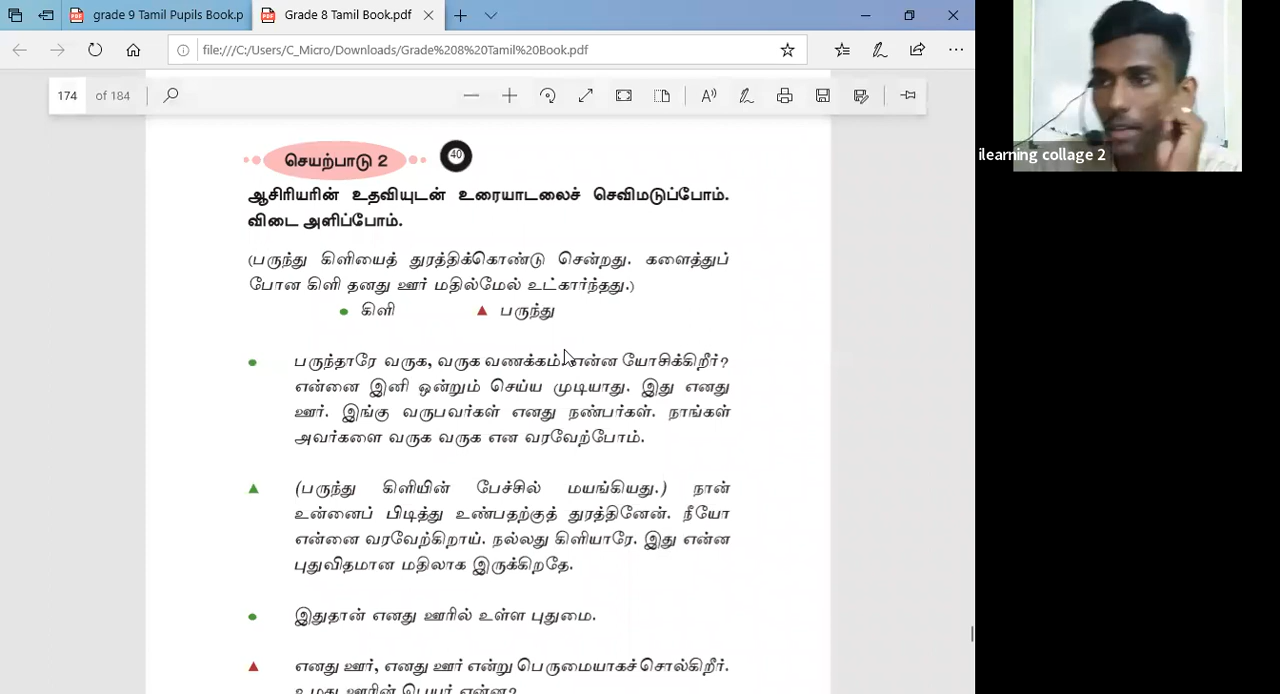 grade 9 Tamil Pupils Book.p
Grade 8 Tamil Book.pdf
file:///C:/Users/C_Micro/Downloads/Grade%208%20Tamil%20Book.pdf
174 of 184
ilearning collage 2
செயற்பாடு 2
40
ஆசிரியரின் உதவியுடன் உரையாடலைச் செவிமடுப்போம்.
விடை அளிப்போம்.
(பருந்து கிளியைத் துரத்திக்கொண்டு சென்றது. களைத்துப்
போன கிளி தனது ஊர் மதில்மேல் உட்கார்ந்தது.)
கிளி பருந்து
பருந்தாரே வருக, வருக வணக்கம். என்ன யோசிக்கிறீர்?
என்னை இனி ஒன்றும் செய்ய முடியாது. இது எனது
ஊர். இங்கு வருபவர்கள் எனது நண்பர்கள். நாங்கள்
அவர்களை வருக வருக என வரவேற்போம்.
(பருந்து கிளியின் பேச்சில் மயங்கியது.) நான்
உன்னைப் பிடித்து உண்பதற்குத் துரத்தினேன். நீயோ
என்னை வரவேற்கிறாய். நல்லது கிளியாரே. இது என்ன
புதுவிதமான மதிலாக இருக்கிறதே.
இதுதான் எனது ஊரில் உள்ள புதுமை.
எனது ஊர், எனது ஊர் என்று பெருமையாகச் சொல்கிறீர்.
உமது ஊரின் பெயர் என்ன?